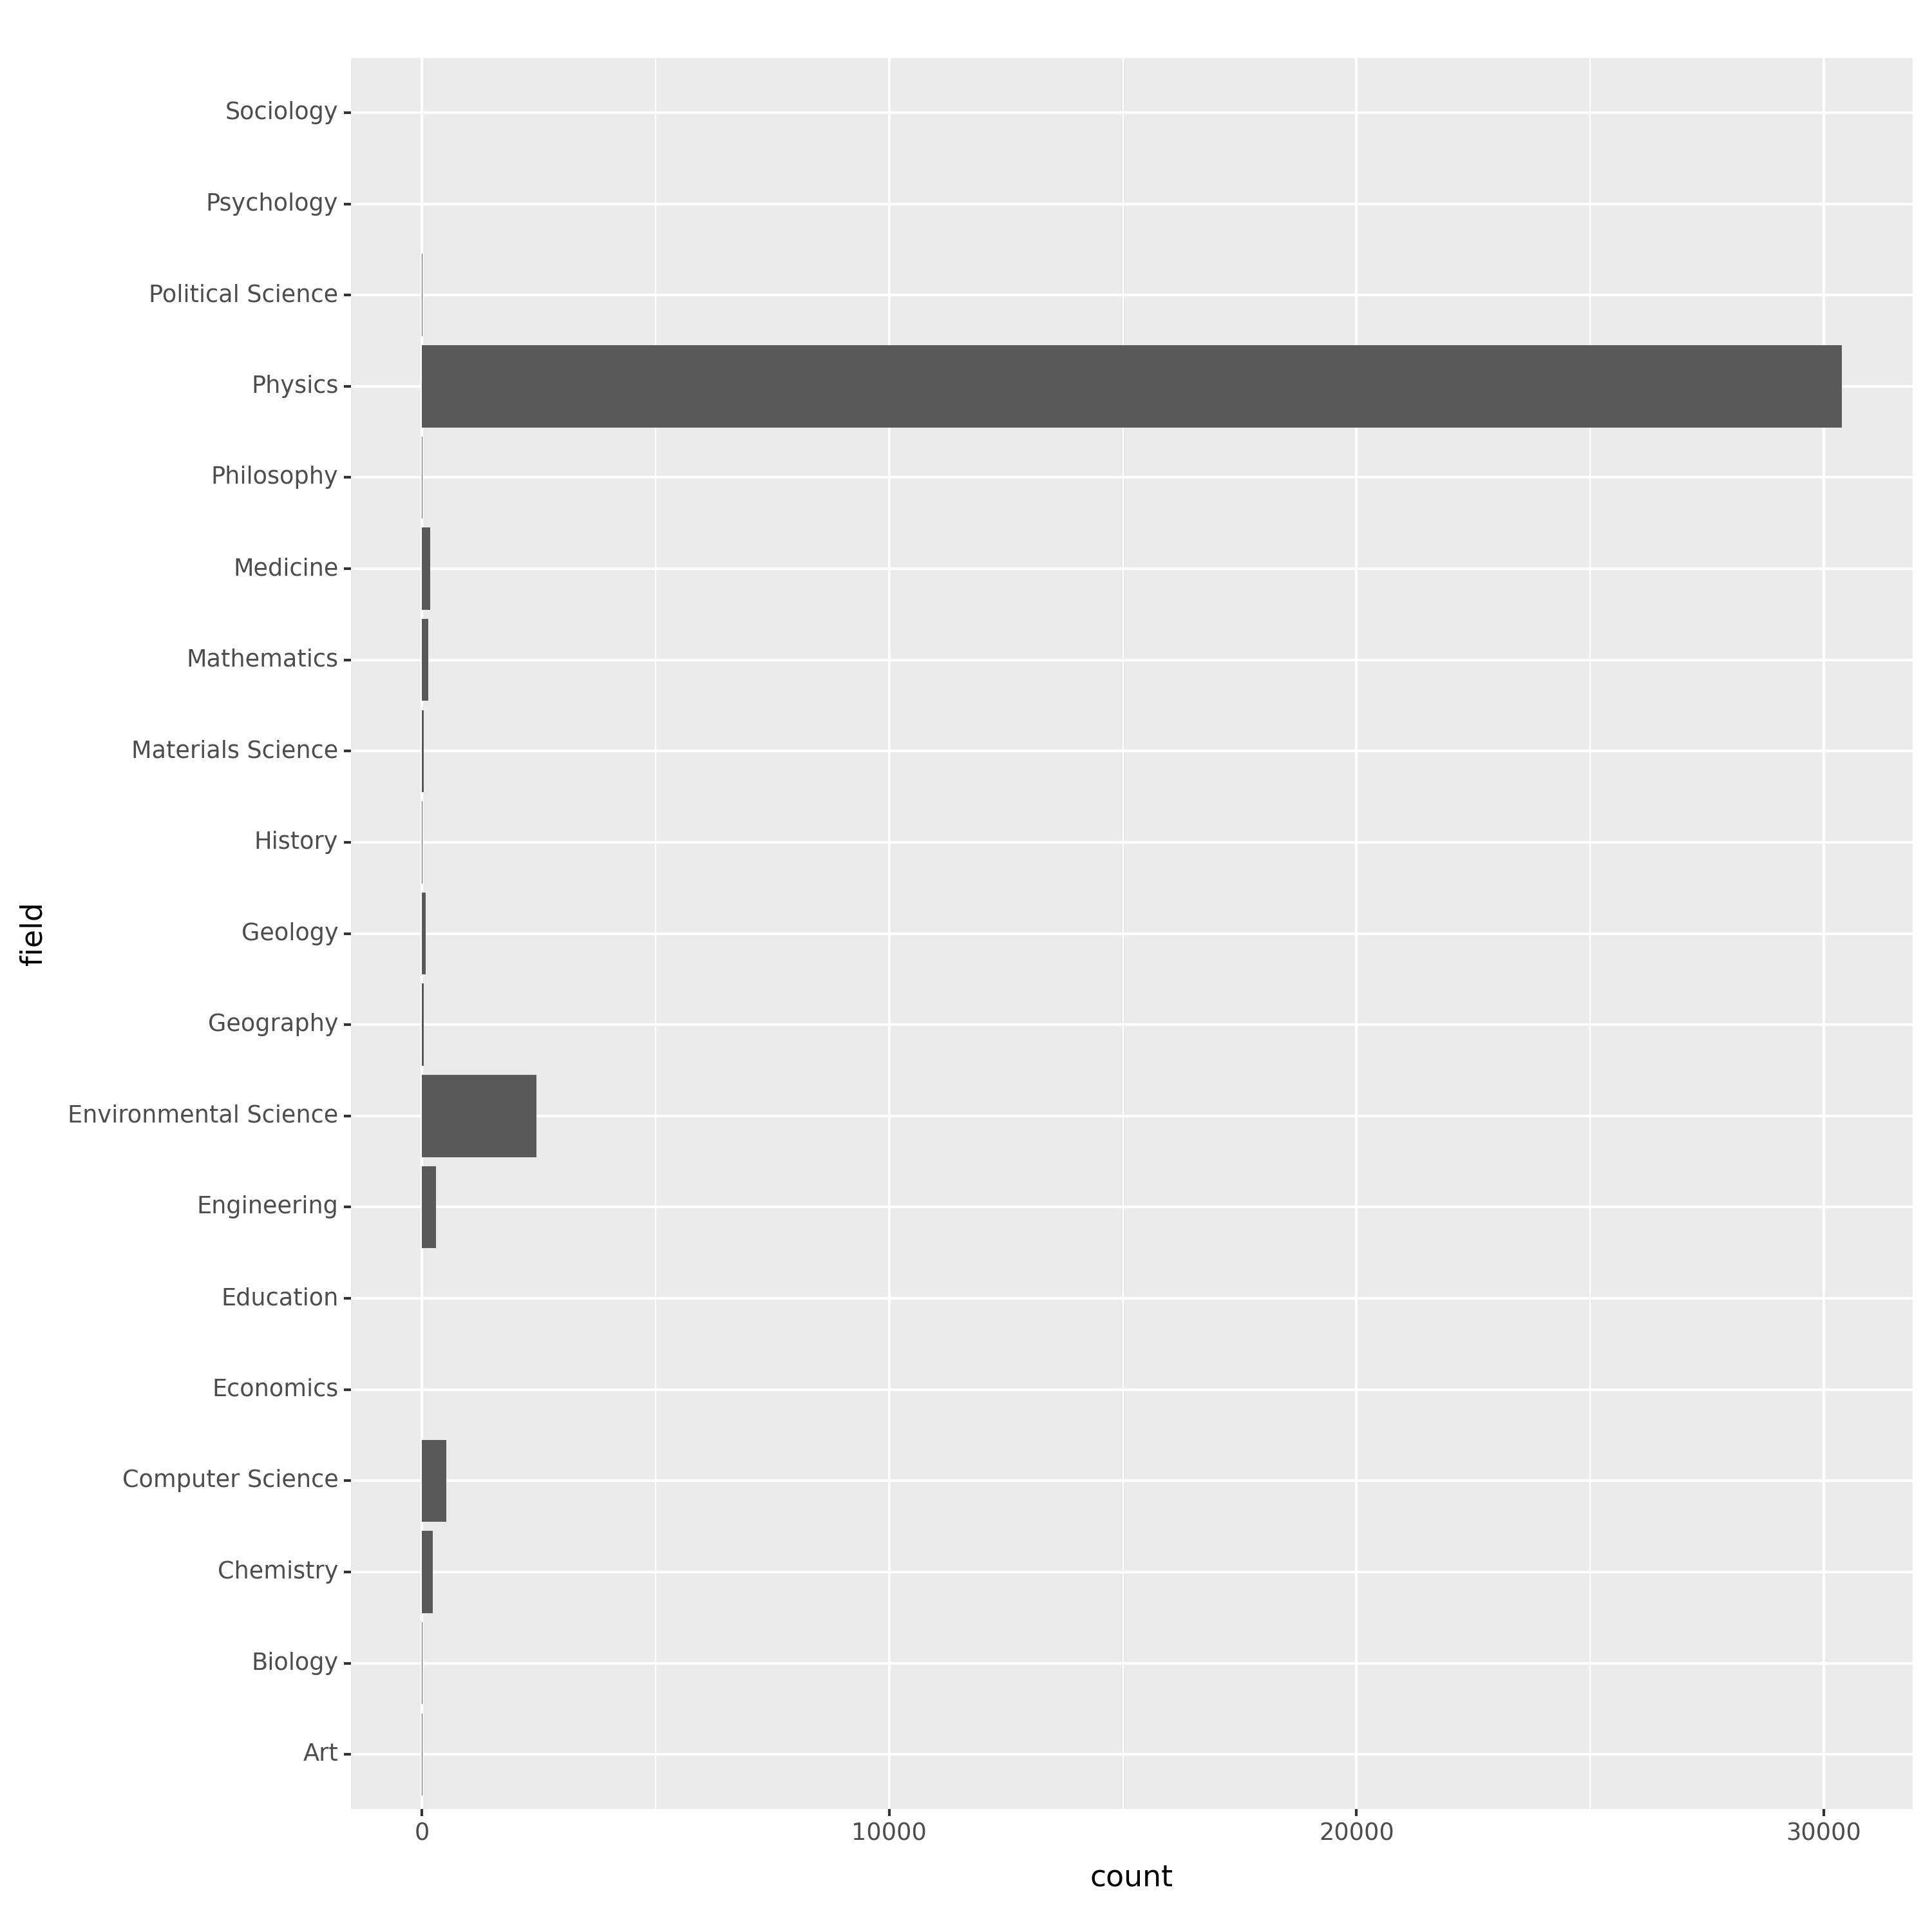 Sociology
Psychology
Political Science
Physics
Philosophy
Medicine
Mathematics
Materials Science
History
Geology
Geography
Environmental Science
Engineering
Education
Economics
Computer Science
Chemistry
Biology
Art
field
0 10000 20000 30000
count